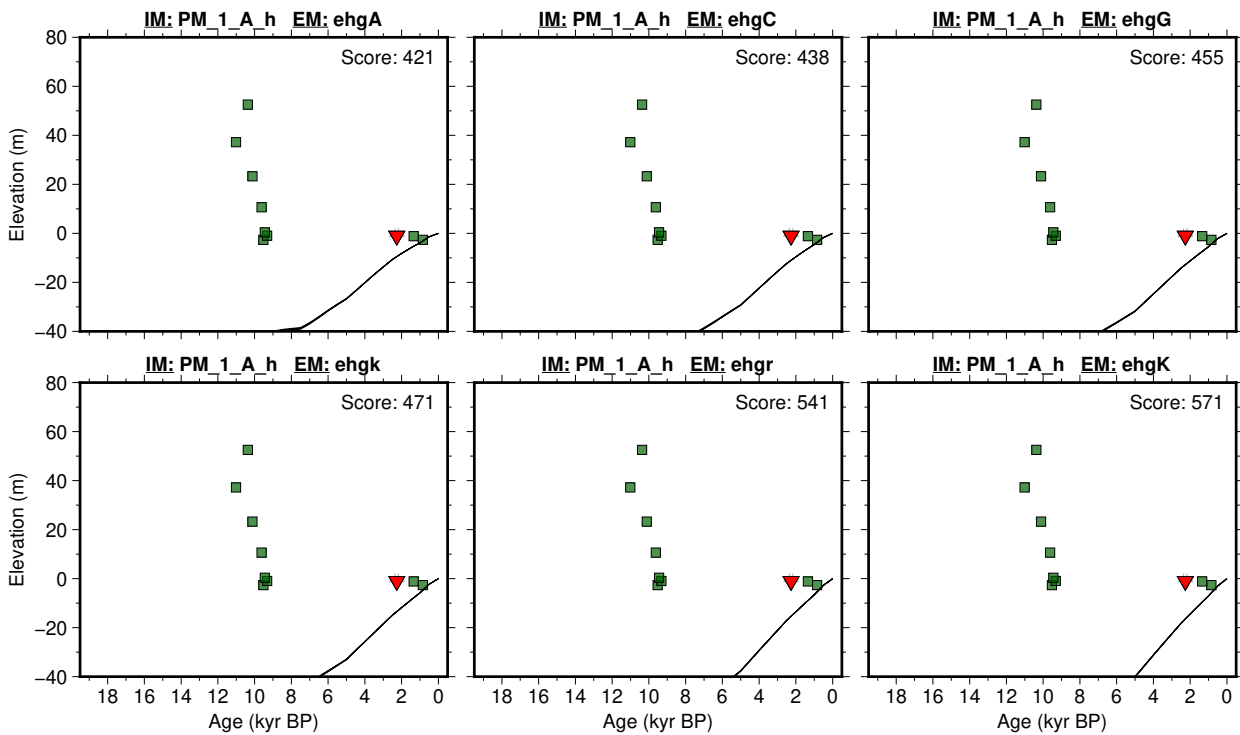 IM: PM_1_A_h EM: ehgA
IM: PM_1_A_h EM: ehgC
IM: PM_1_A_h EM: ehgG
80
60
40
20
0
−20
−40
Elevation (m)
Score: 421
Score: 438
Score: 455
IM: PM_1_A_h EM: ehgk
IM: PM_1_A_h EM: ehgr
IM: PM_1_A_h EM: ehgK
80
60
40
20
0
−20
−40
Elevation (m)
Score: 471
Score: 541
Score: 571
18 16 14 12 10 8 6 4 2 0
18 16 14 12 10 8 6 4 2 0
18 16 14 12 10 8 6 4 2 0
Age (kyr BP)
Age (kyr BP)
Age (kyr BP)